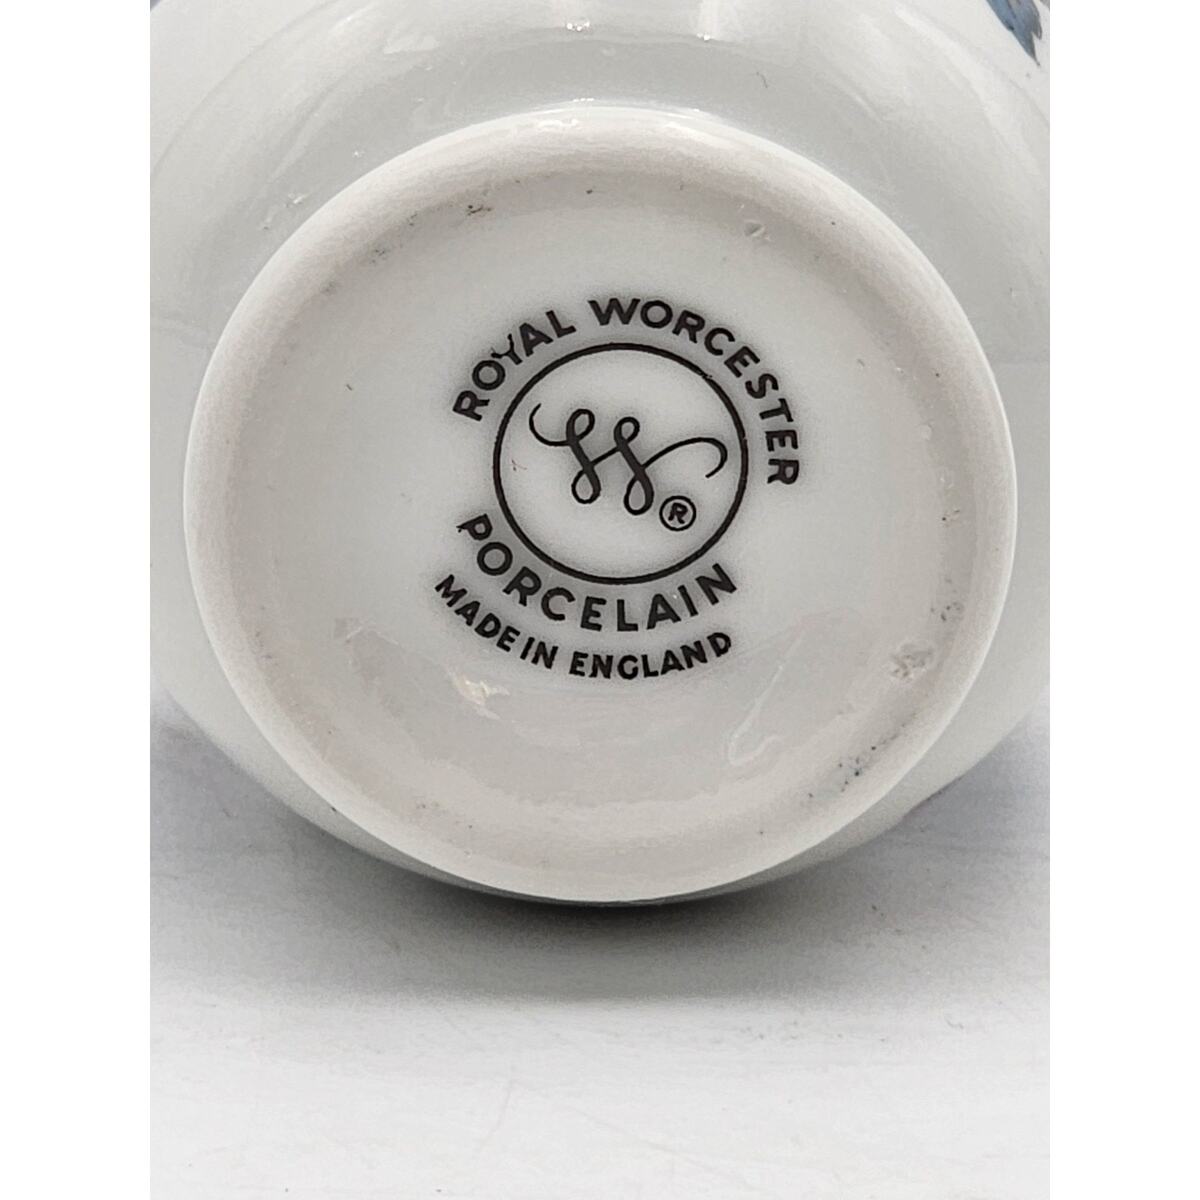 ROYAL WORCESTER
W®
PORCELAIN
MADE IN ENGLAND